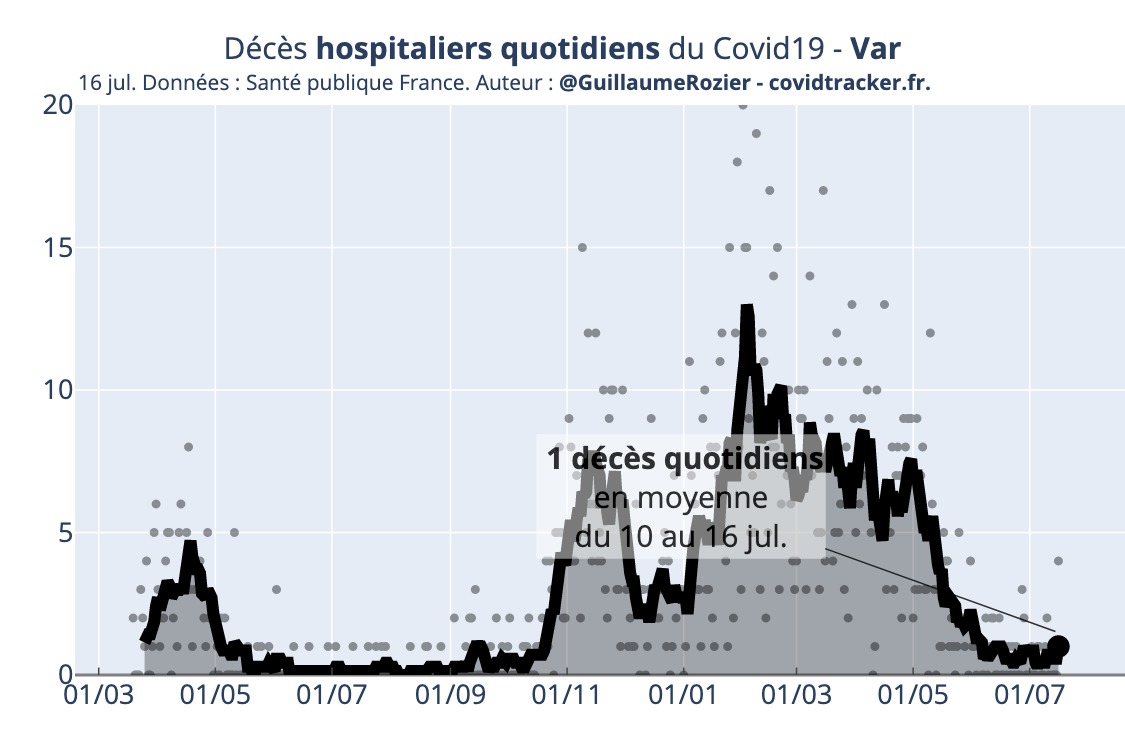 Décès hospitaliers quotidiens du Covid19 - Var
16 jul. Données : Santé publique France. Auteur : @GuillaumeRozier - covidtracker.fr.
20
15
10
5
0
1 décès quotidiens
en moyenne
du 10 au 16 jul.
01/03 01/05 01/07 01/09 01/11 01/01 01/03 01/05 01/07